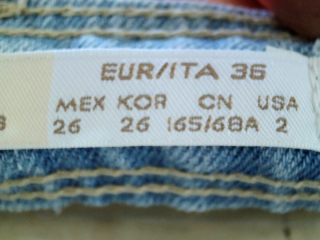 EUR/ITA 36
MEX KOR CN USA
26 26 165/68A 2